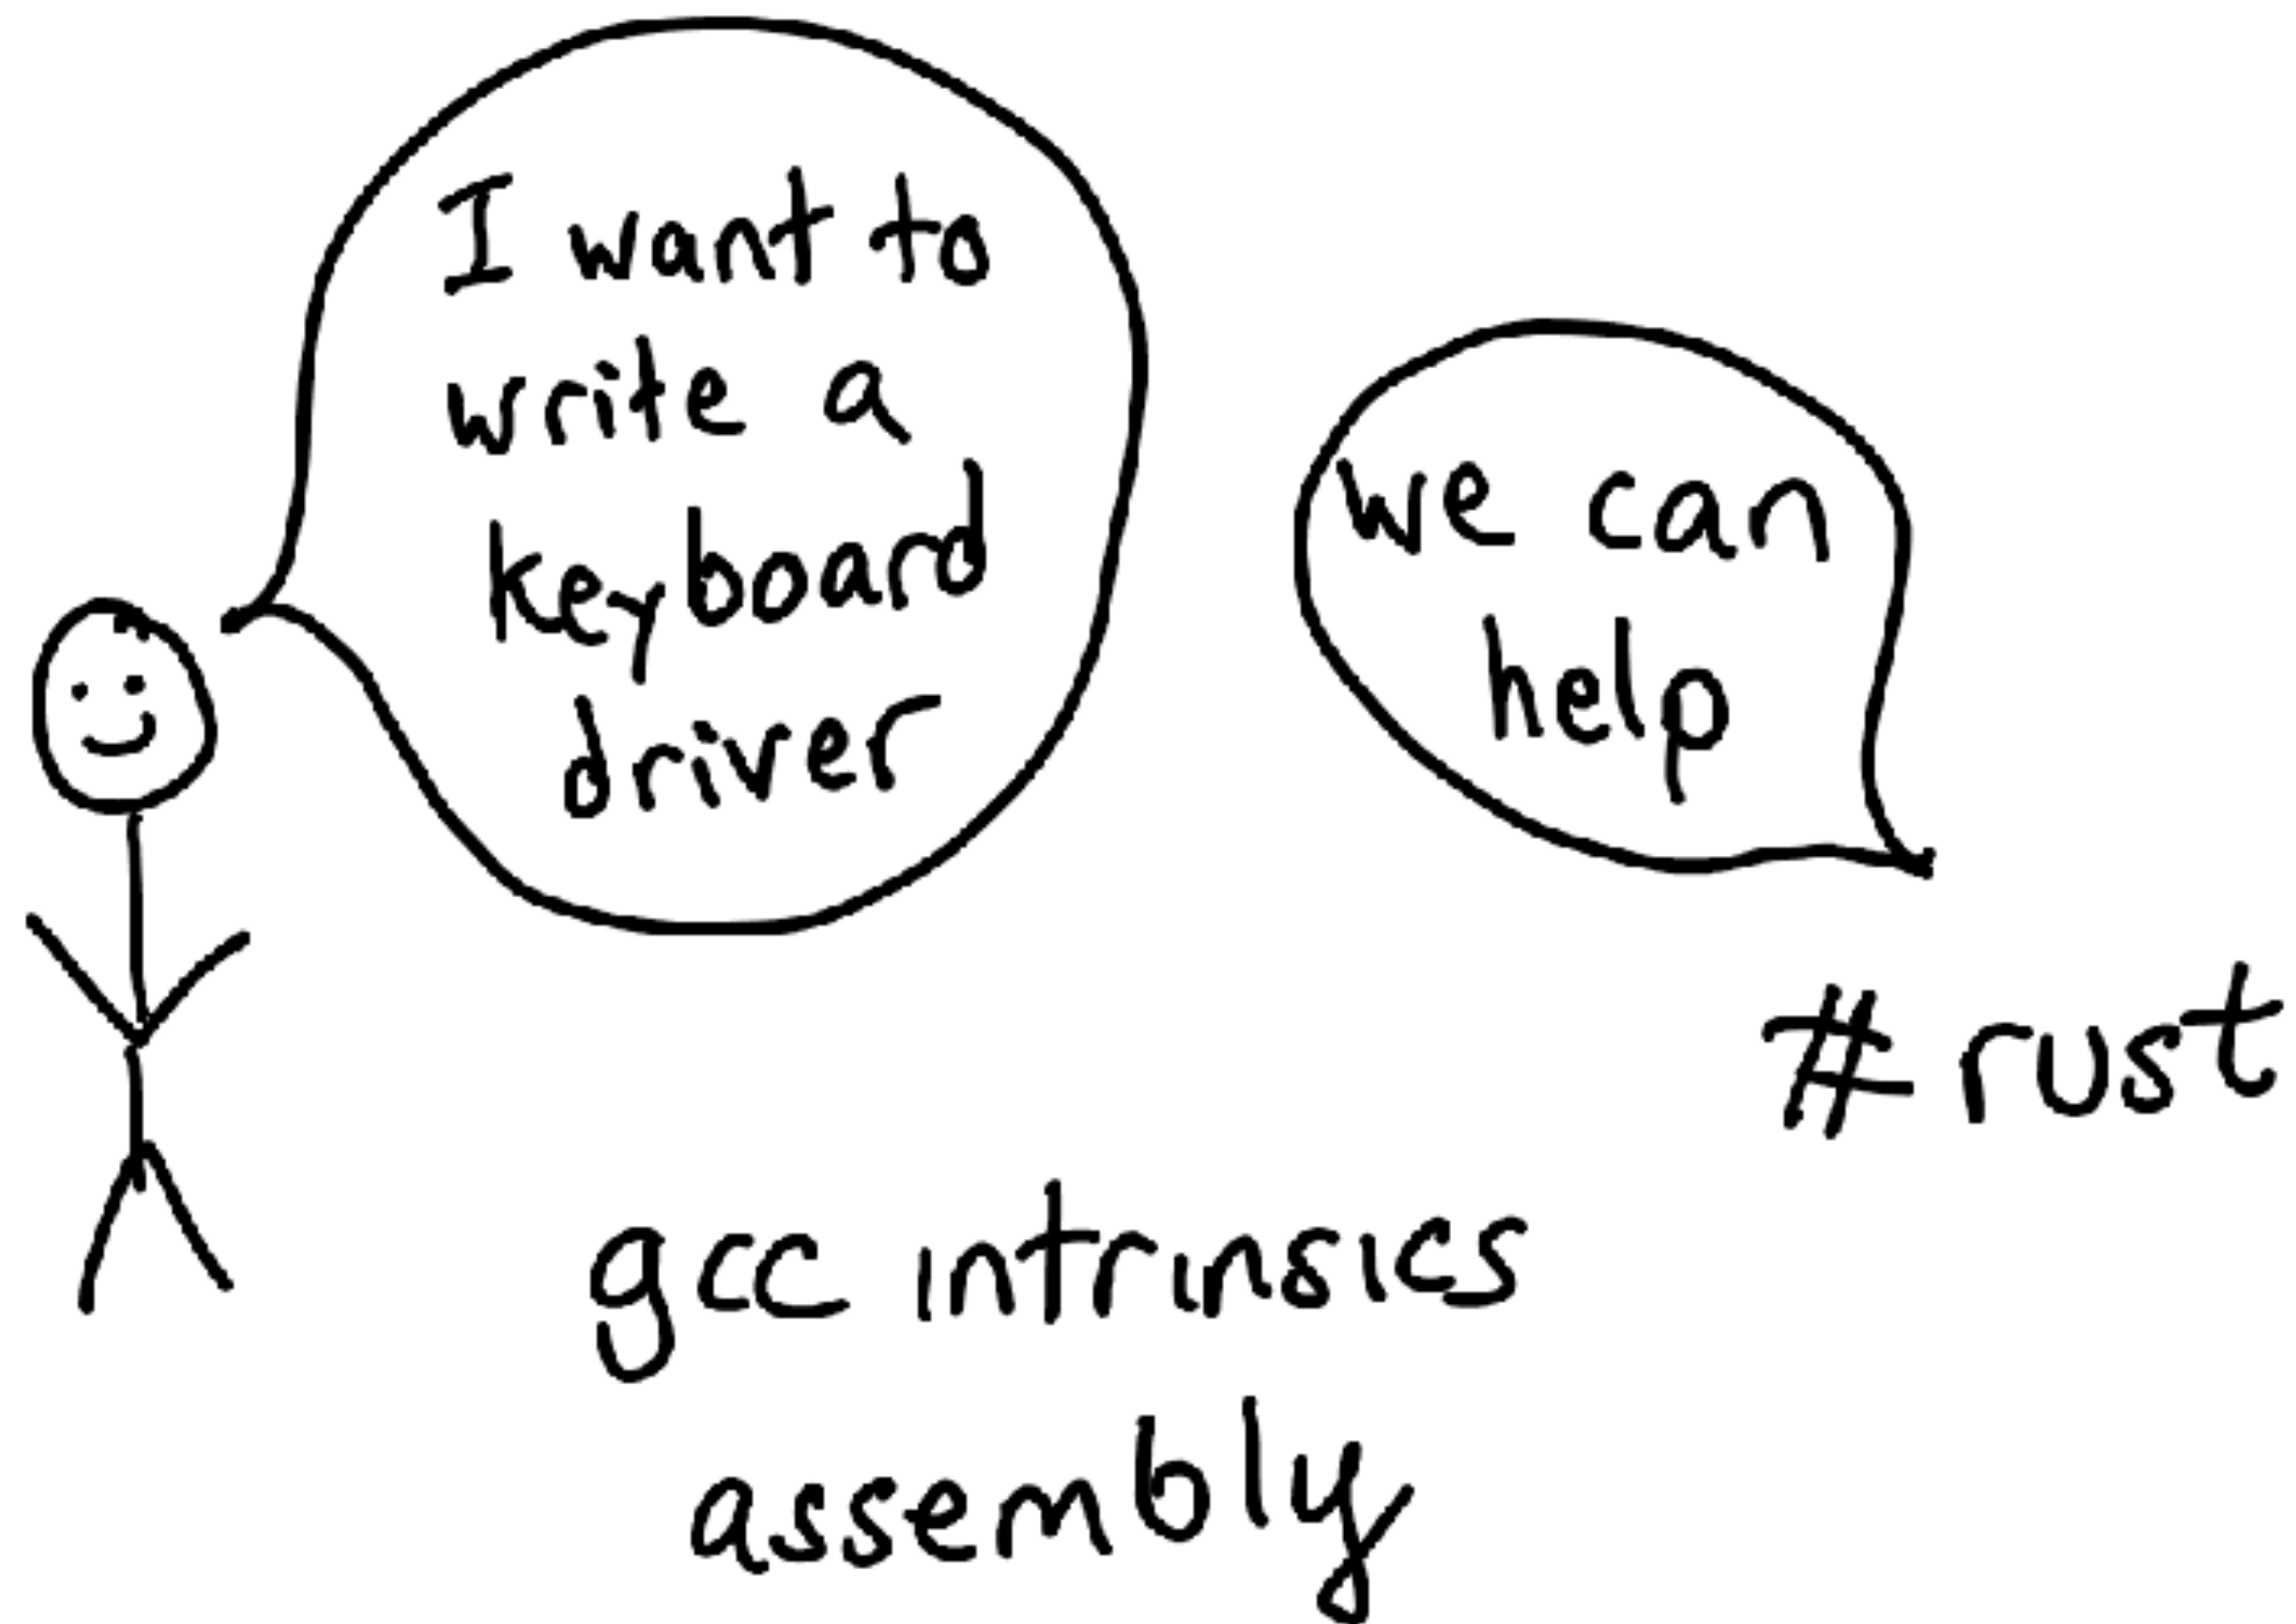 I want to
write a
keyboard
driver
we can
help
# rust
gcc intrinsics
assembly